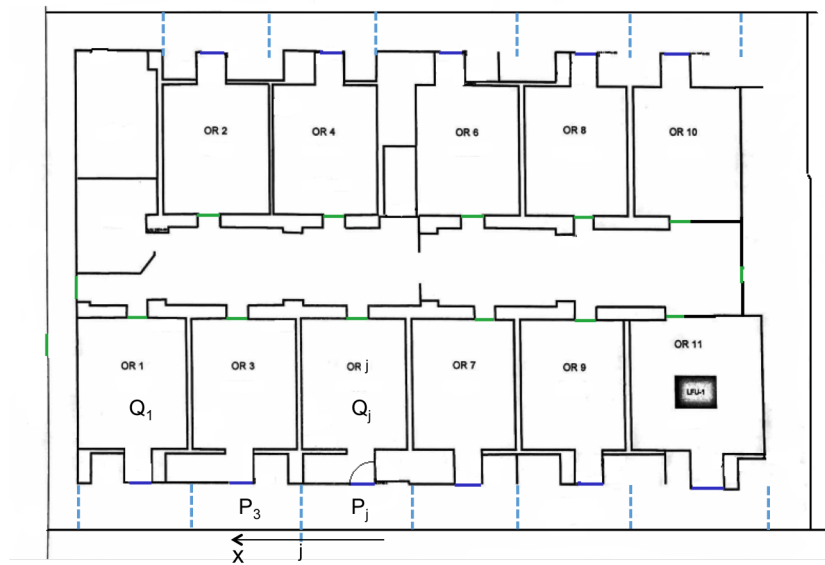 OR 2
OR 4
OR 6
OR 8
OR 10
OR 1
OR 3
OR j
OR 7
OR 9
OR 11
LFU-1
Q1
Qj
P3
Pj
x
j